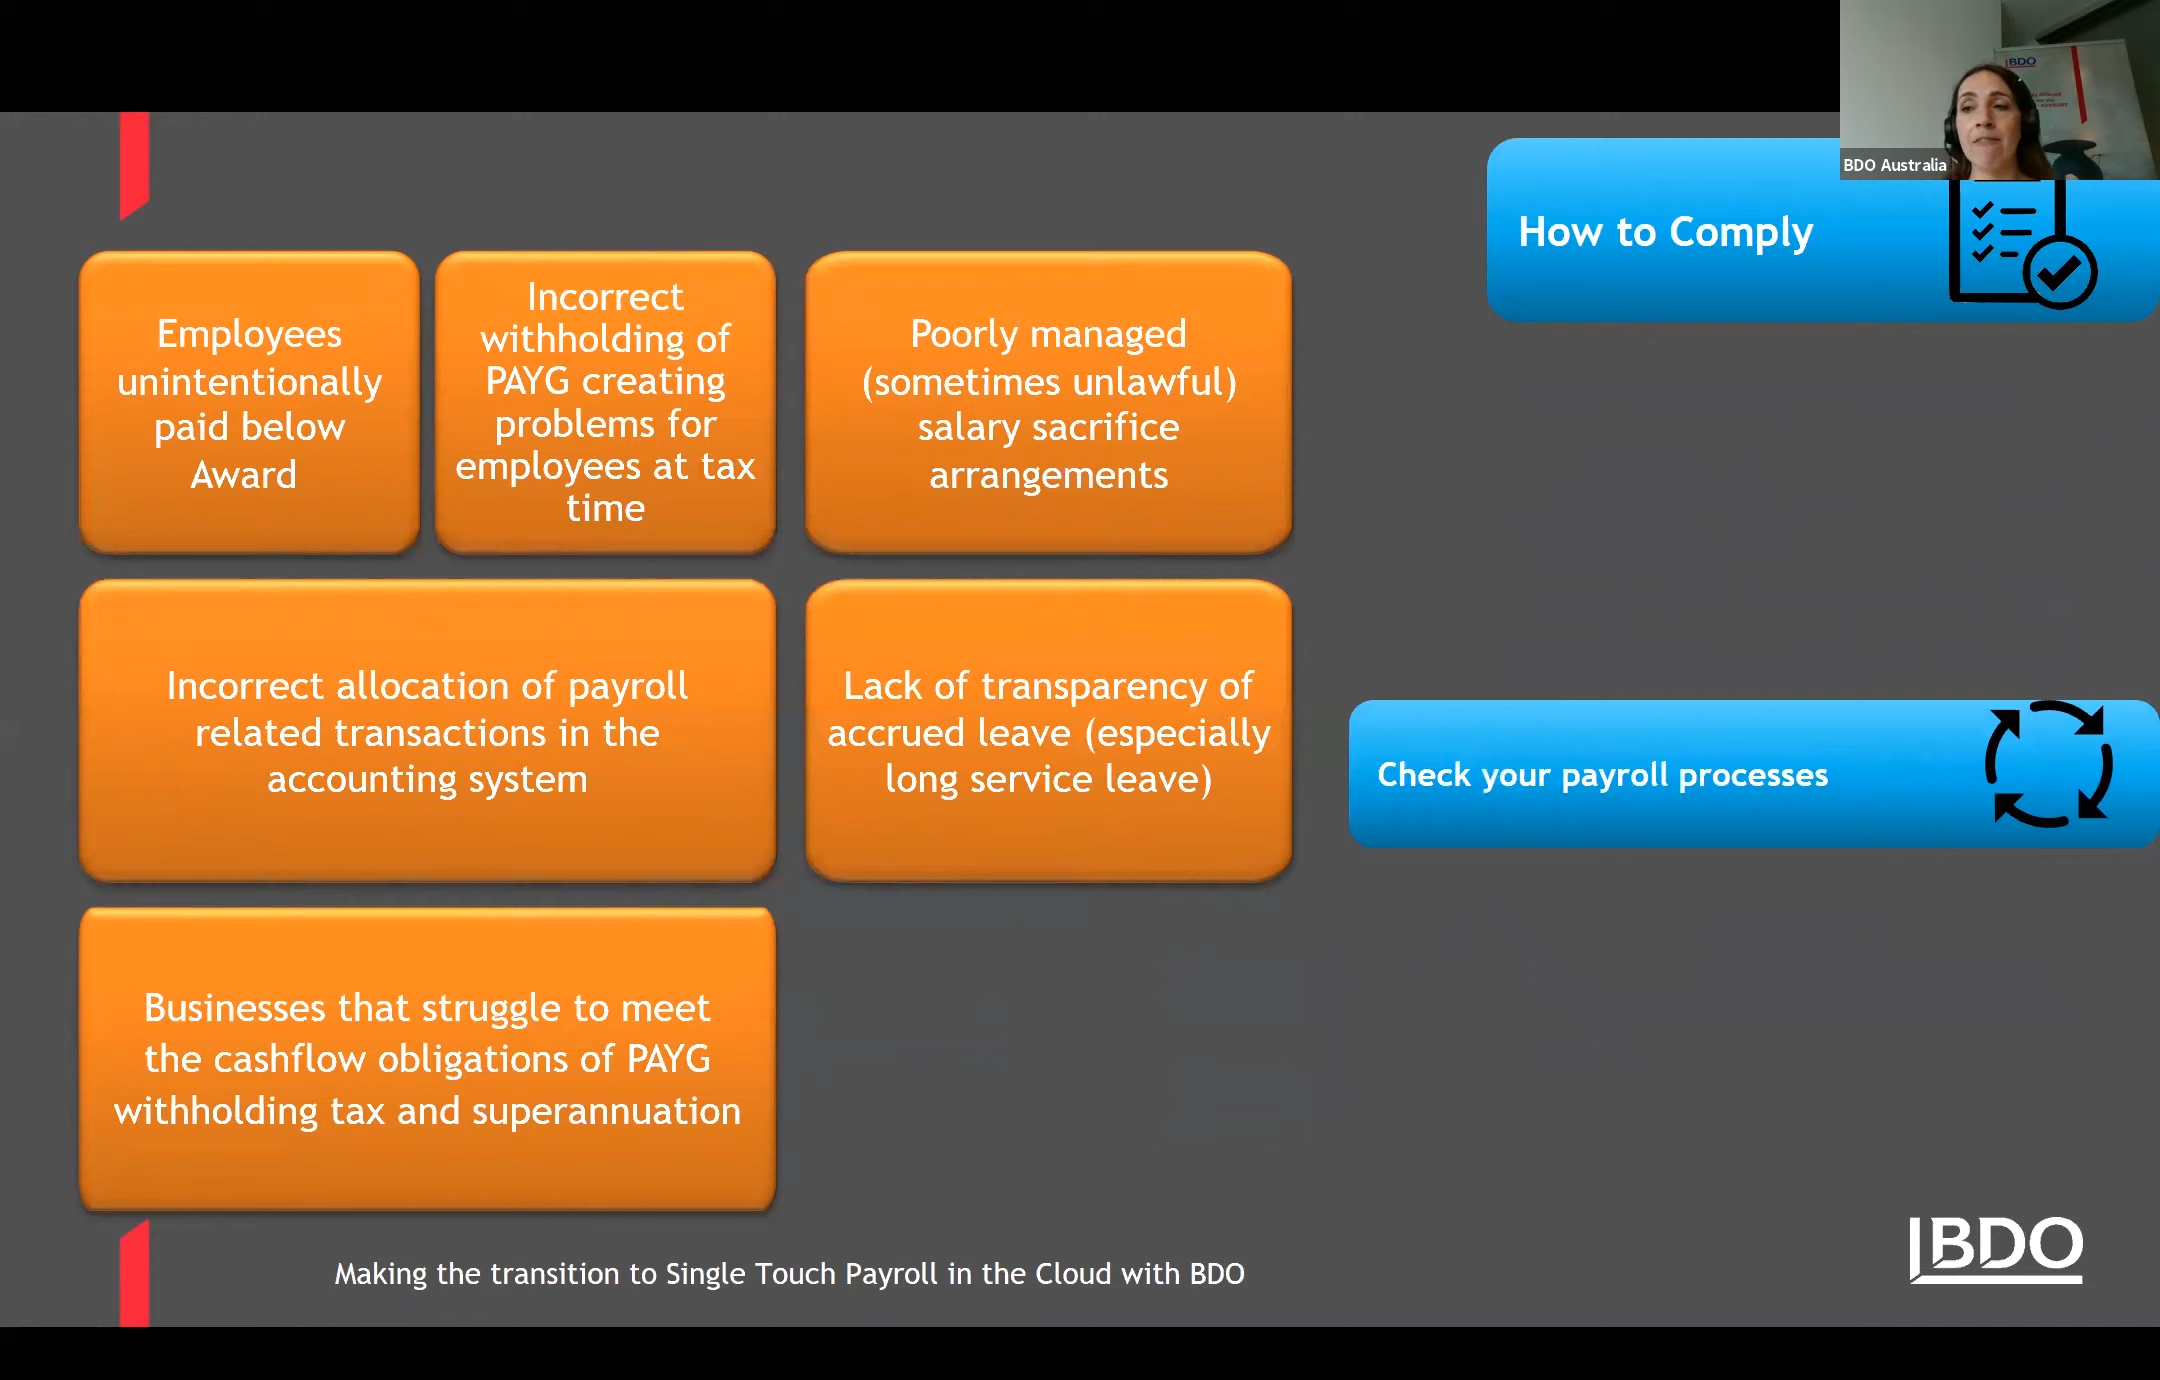 BDO
BDO Australia
How to Comply
Employees
unintentionally
paid below
Award
Incorrect
withholding of
PAYG creating
problems for
employees at tax
time
Poorly managed
(sometimes unlawful)
salary sacrifice
arrangements
Incorrect allocation of payroll
related transactions in the
accounting system
Lack of transparency of
accrued leave (especially
long service leave)
Check your payroll processes
Businesses that struggle to meet
the cashflow obligations of PAYG
withholding tax and superannuation
Making the transition to Single Touch Payroll in the Cloud with BDO
BDO